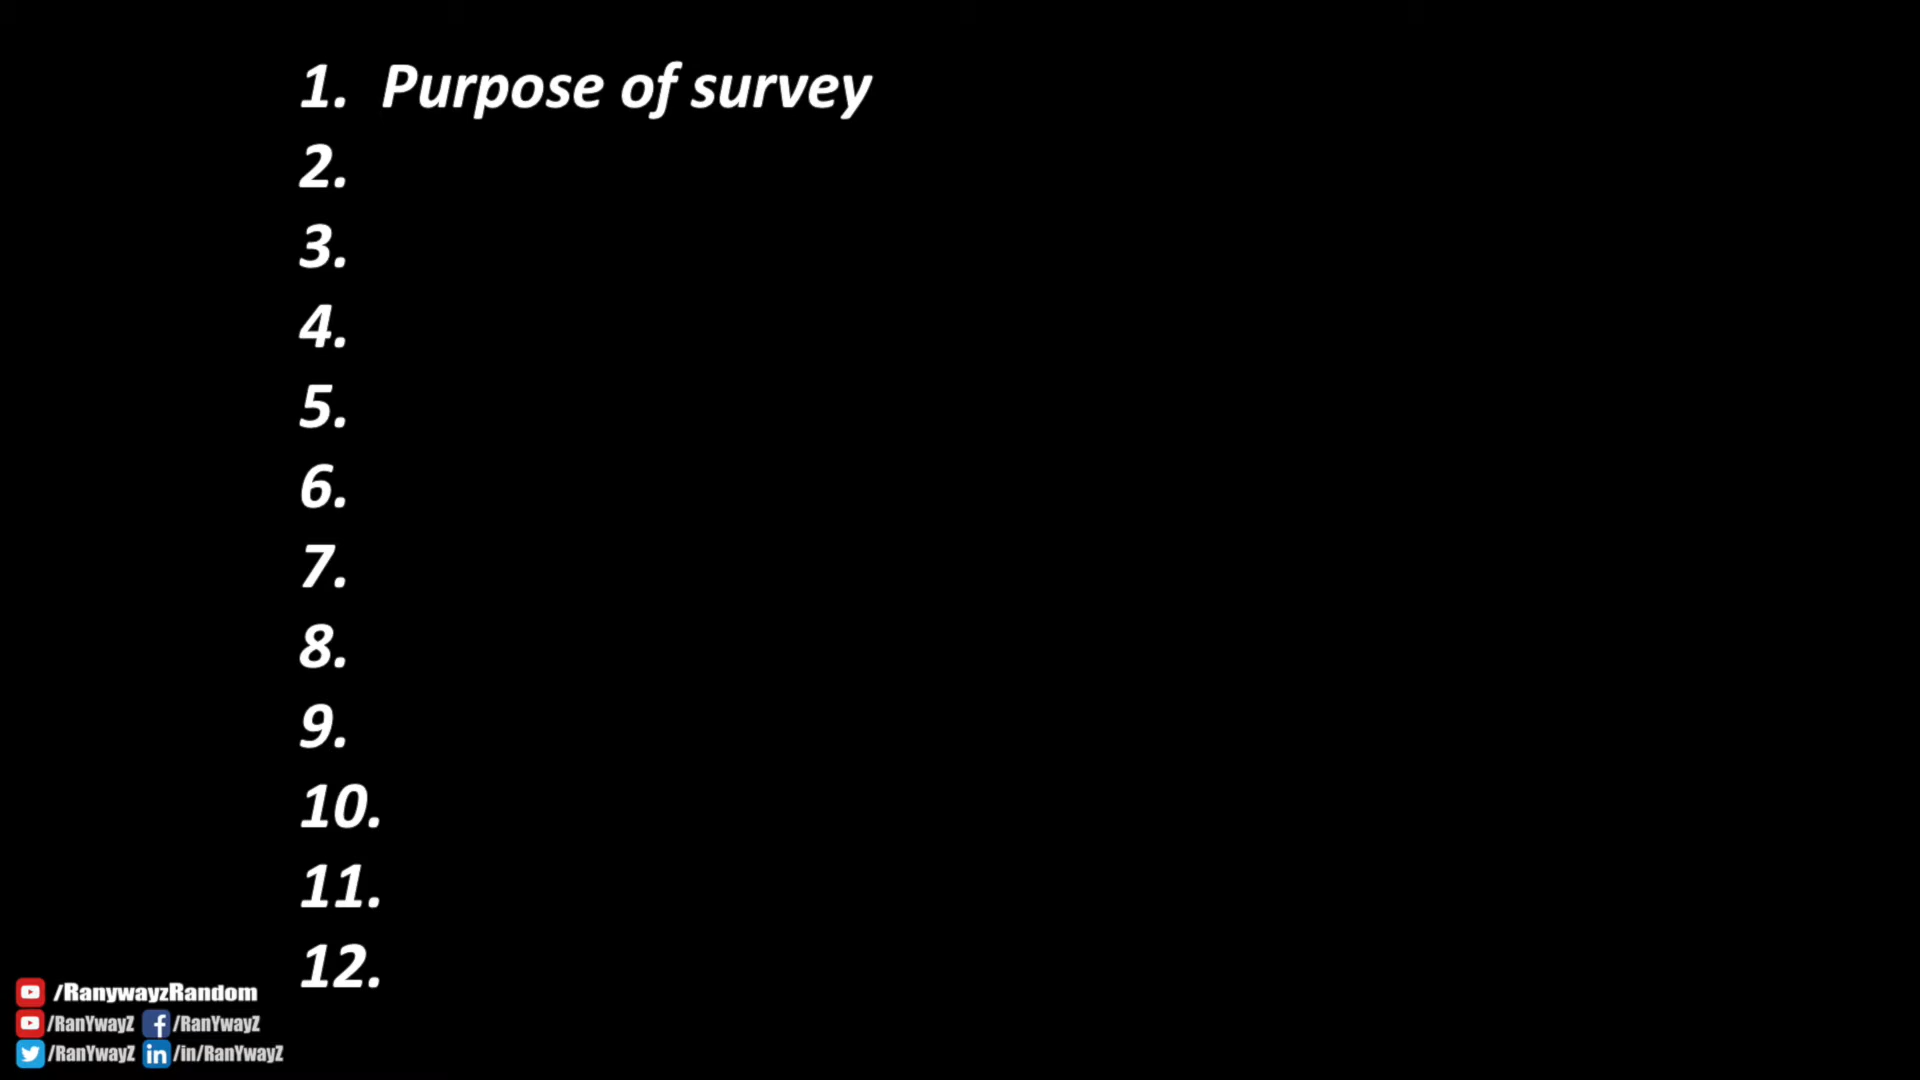 1. Purpose of survey
2.
3.
4.
5.
6.
7.
8.
9.
10.
11.
12.
/RanywayzRandom
/RanYwayZ /RanYwayZ
/RanYwayZ in /in/RanYwayZ